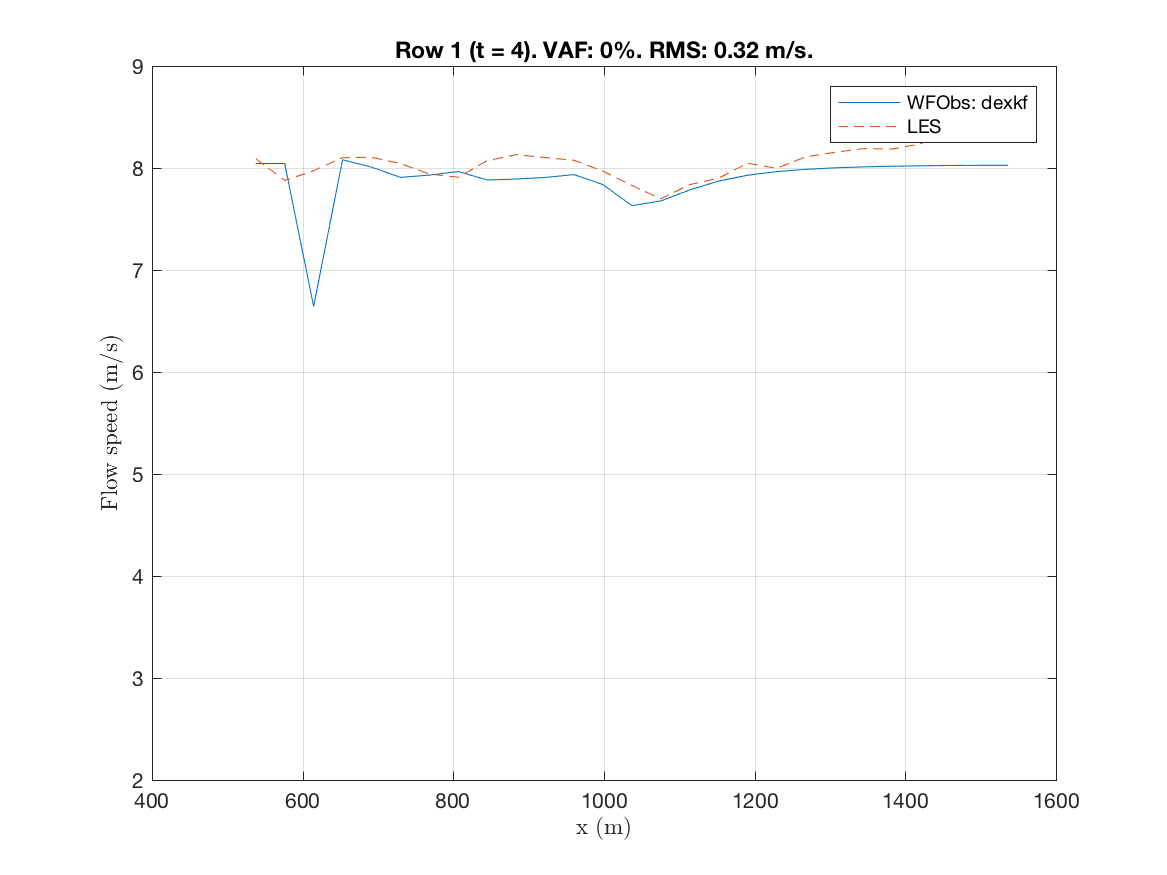 Row 1 (t = 4). VAF: 0%. RMS: 0.32 m/s.
WFObs: dexkf
LES
9
8
7
6
5
4
3
2
Flow speed (m/s)
400 600 800 1000 1200 1400 1600
x (m)